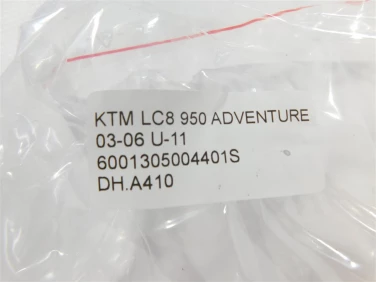 KTM LC8 950 ADVENTURE
03-06 U-11
6001305004401S
DH.A410